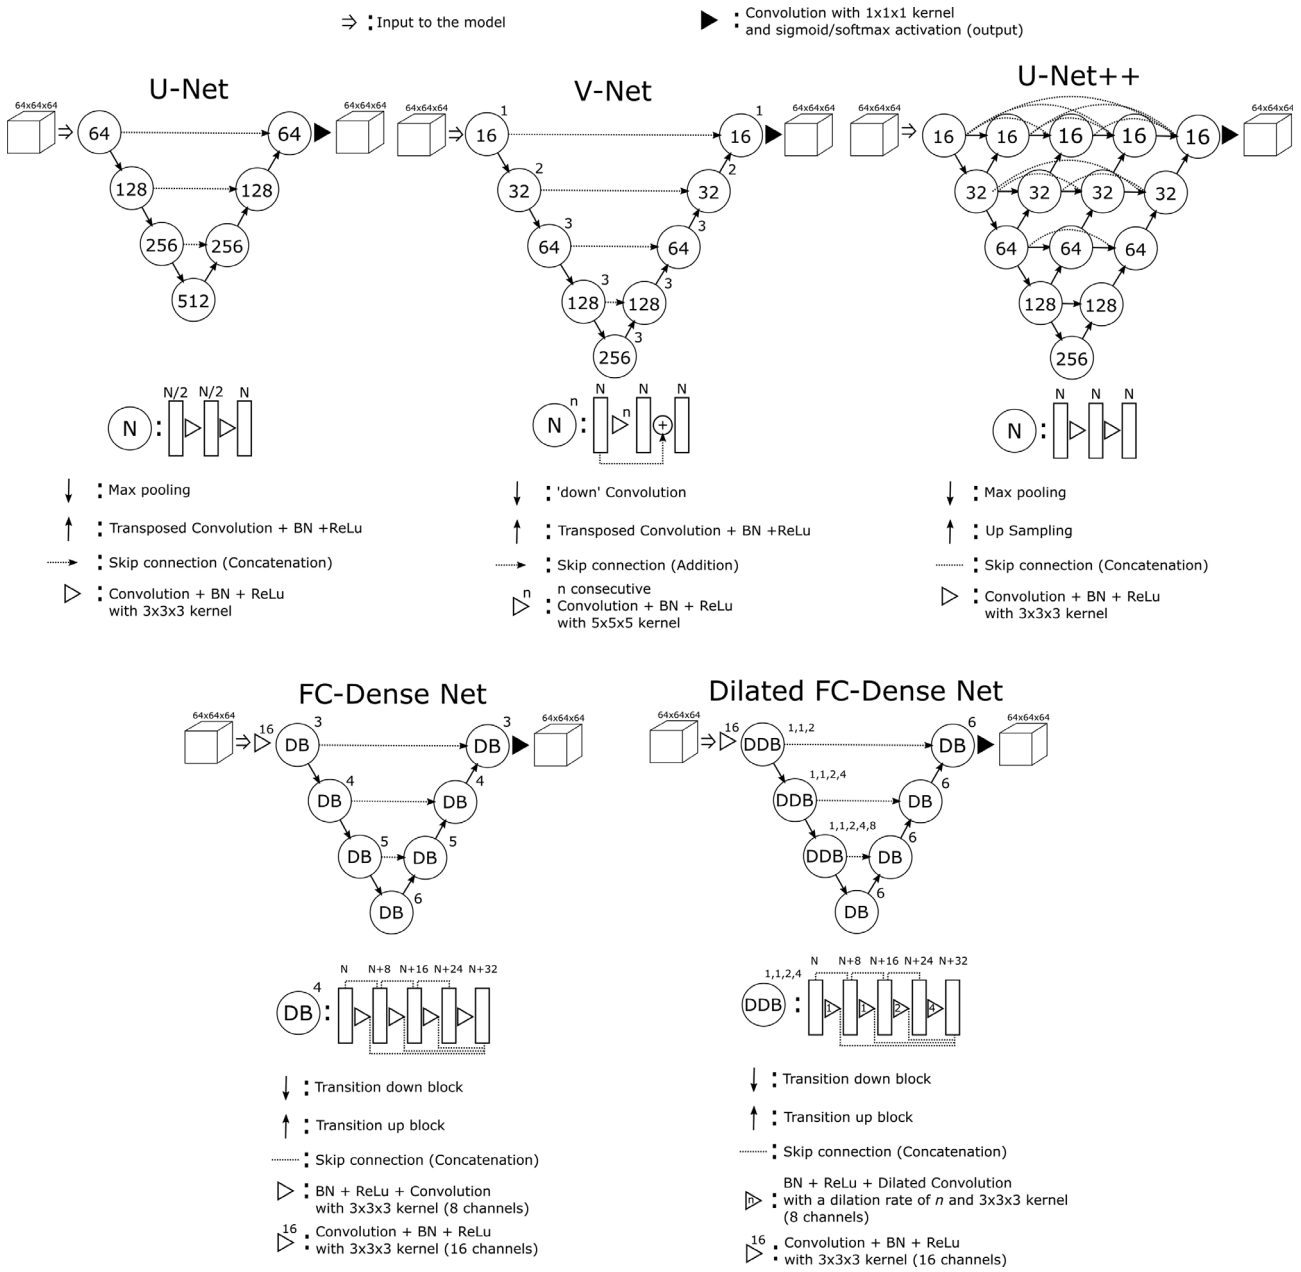 ⇒ : Input to the model
▶ : Convolution with 1x1x1 kernel
and sigmoid/softmax activation (output)
U-Net
64x64x64
64
64
64x64x64
128
128
256
256
512
N : N/2 N/2 N
: Max pooling
: Transposed Convolution + BN +ReLu
: Skip connection (Concatenation)
: Convolution + BN + ReLu
with 3x3x3 kernel
V-Net
64x64x64
16 1
16 1
64x64x64
32 2
32 2
64 3
64 3
128 3
128 3
256 3
N n : N n N + N
: 'down' Convolution
: Transposed Convolution + BN +ReLu
: Skip connection (Addition)
n : n consecutive
Convolution + BN + ReLu
with 5x5x5 kernel
U-Net++
64x64x64
16 16 16 16 16
64x64x64
32 32 32 32
64 64 64
128 128
256
N : N N N
: Max pooling
: Up Sampling
: Skip connection (Concatenation)
: Convolution + BN + ReLu
with 3x3x3 kernel
FC-Dense Net
64x64x64
16
DB 3
DB 3
64x64x64
DB 4
DB 4
DB 5
DB 5
DB 6
DB 4 : N N+8 N+16 N+24 N+32
: Transition down block
: Transition up block
: Skip connection (Concatenation)
: BN + ReLu + Convolution
with 3x3x3 kernel (8 channels)
16 : Convolution + BN + ReLu
with 3x3x3 kernel (16 channels)
Dilated FC-Dense Net
64x64x64
16
DDB 1,1,2
DB 6
64x64x64
DDB 1,1,2,4
DB 6
DDB 1,1,2,4,8
DB 6
DB 6
DDB 1,1,2,4 : N N+8 N+16 N+24 N+32
1 1 2 4
: Transition down block
: Transition up block
: Skip connection (Concatenation)
n : BN + ReLu + Dilated Convolution
with a dilation rate of n and 3x3x3 kernel
(8 channels)
16 : Convolution + BN + ReLu
with 3x3x3 kernel (16 channels)